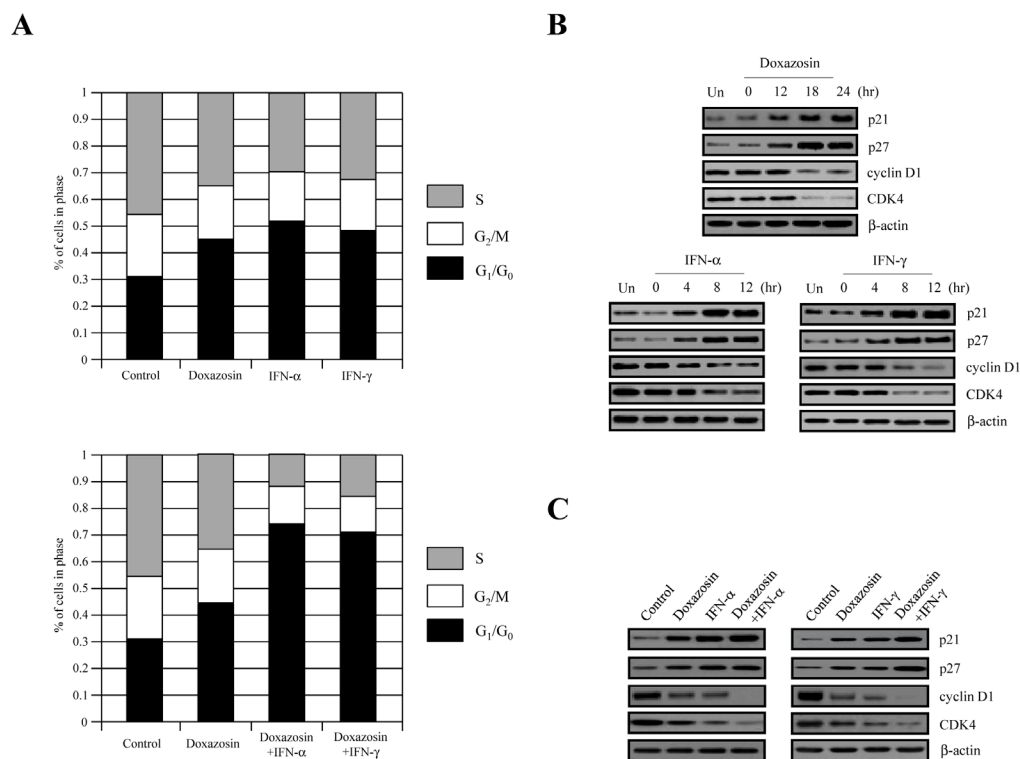 A
% of cells in phase
1
0.9
0.8
0.7
0.6
0.5
0.4
0.3
0.2
0.1
0
Control Doxazosin IFN-α IFN-γ
S
G₂/M
G₁/G₀
% of cells in phase
1
0.9
0.8
0.7
0.6
0.5
0.4
0.3
0.2
0.1
0
Control Doxazosin Doxazosin Doxazosin
+IFN-α +IFN-γ
S
G₂/M
G₁/G₀
B
Doxazosin
Un 0 12 18 24 (hr)
p21
p27
cyclin D1
CDK4
β-actin
IFN-α IFN-γ
Un 0 4 8 12 (hr) Un 0 4 8 12 (hr)
p21
p27
cyclin D1
CDK4
β-actin
C
Control Doxazosin IFN-α Doxazosin +IFN-α Control Doxazosin IFN-γ Doxazosin +IFN-γ
p21
p27
cyclin D1
CDK4
β-actin